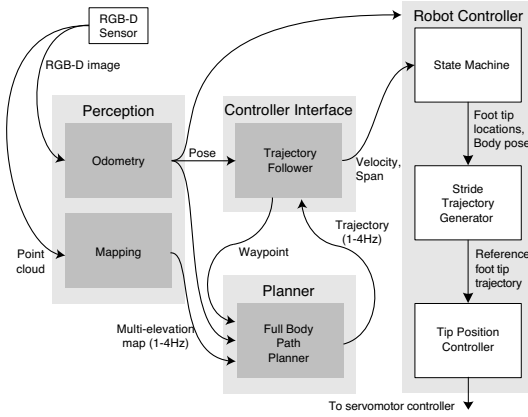 RGB-D
Sensor
RGB-D image
Robot Controller
State Machine
Perception
Controller Interface
Foot tip
locations,
Body pose
Odometry
Pose
Trajectory
Follower
Velocity,
Span
Stride
Trajectory
Generator
Mapping
Point
cloud
Waypoint
Trajectory
(1-4Hz)
Reference
foot tip
trajectory
Planner
Multi-elevation
map (1-4Hz)
Full Body
Path
Planner
Tip Position
Controller
To servomotor controller